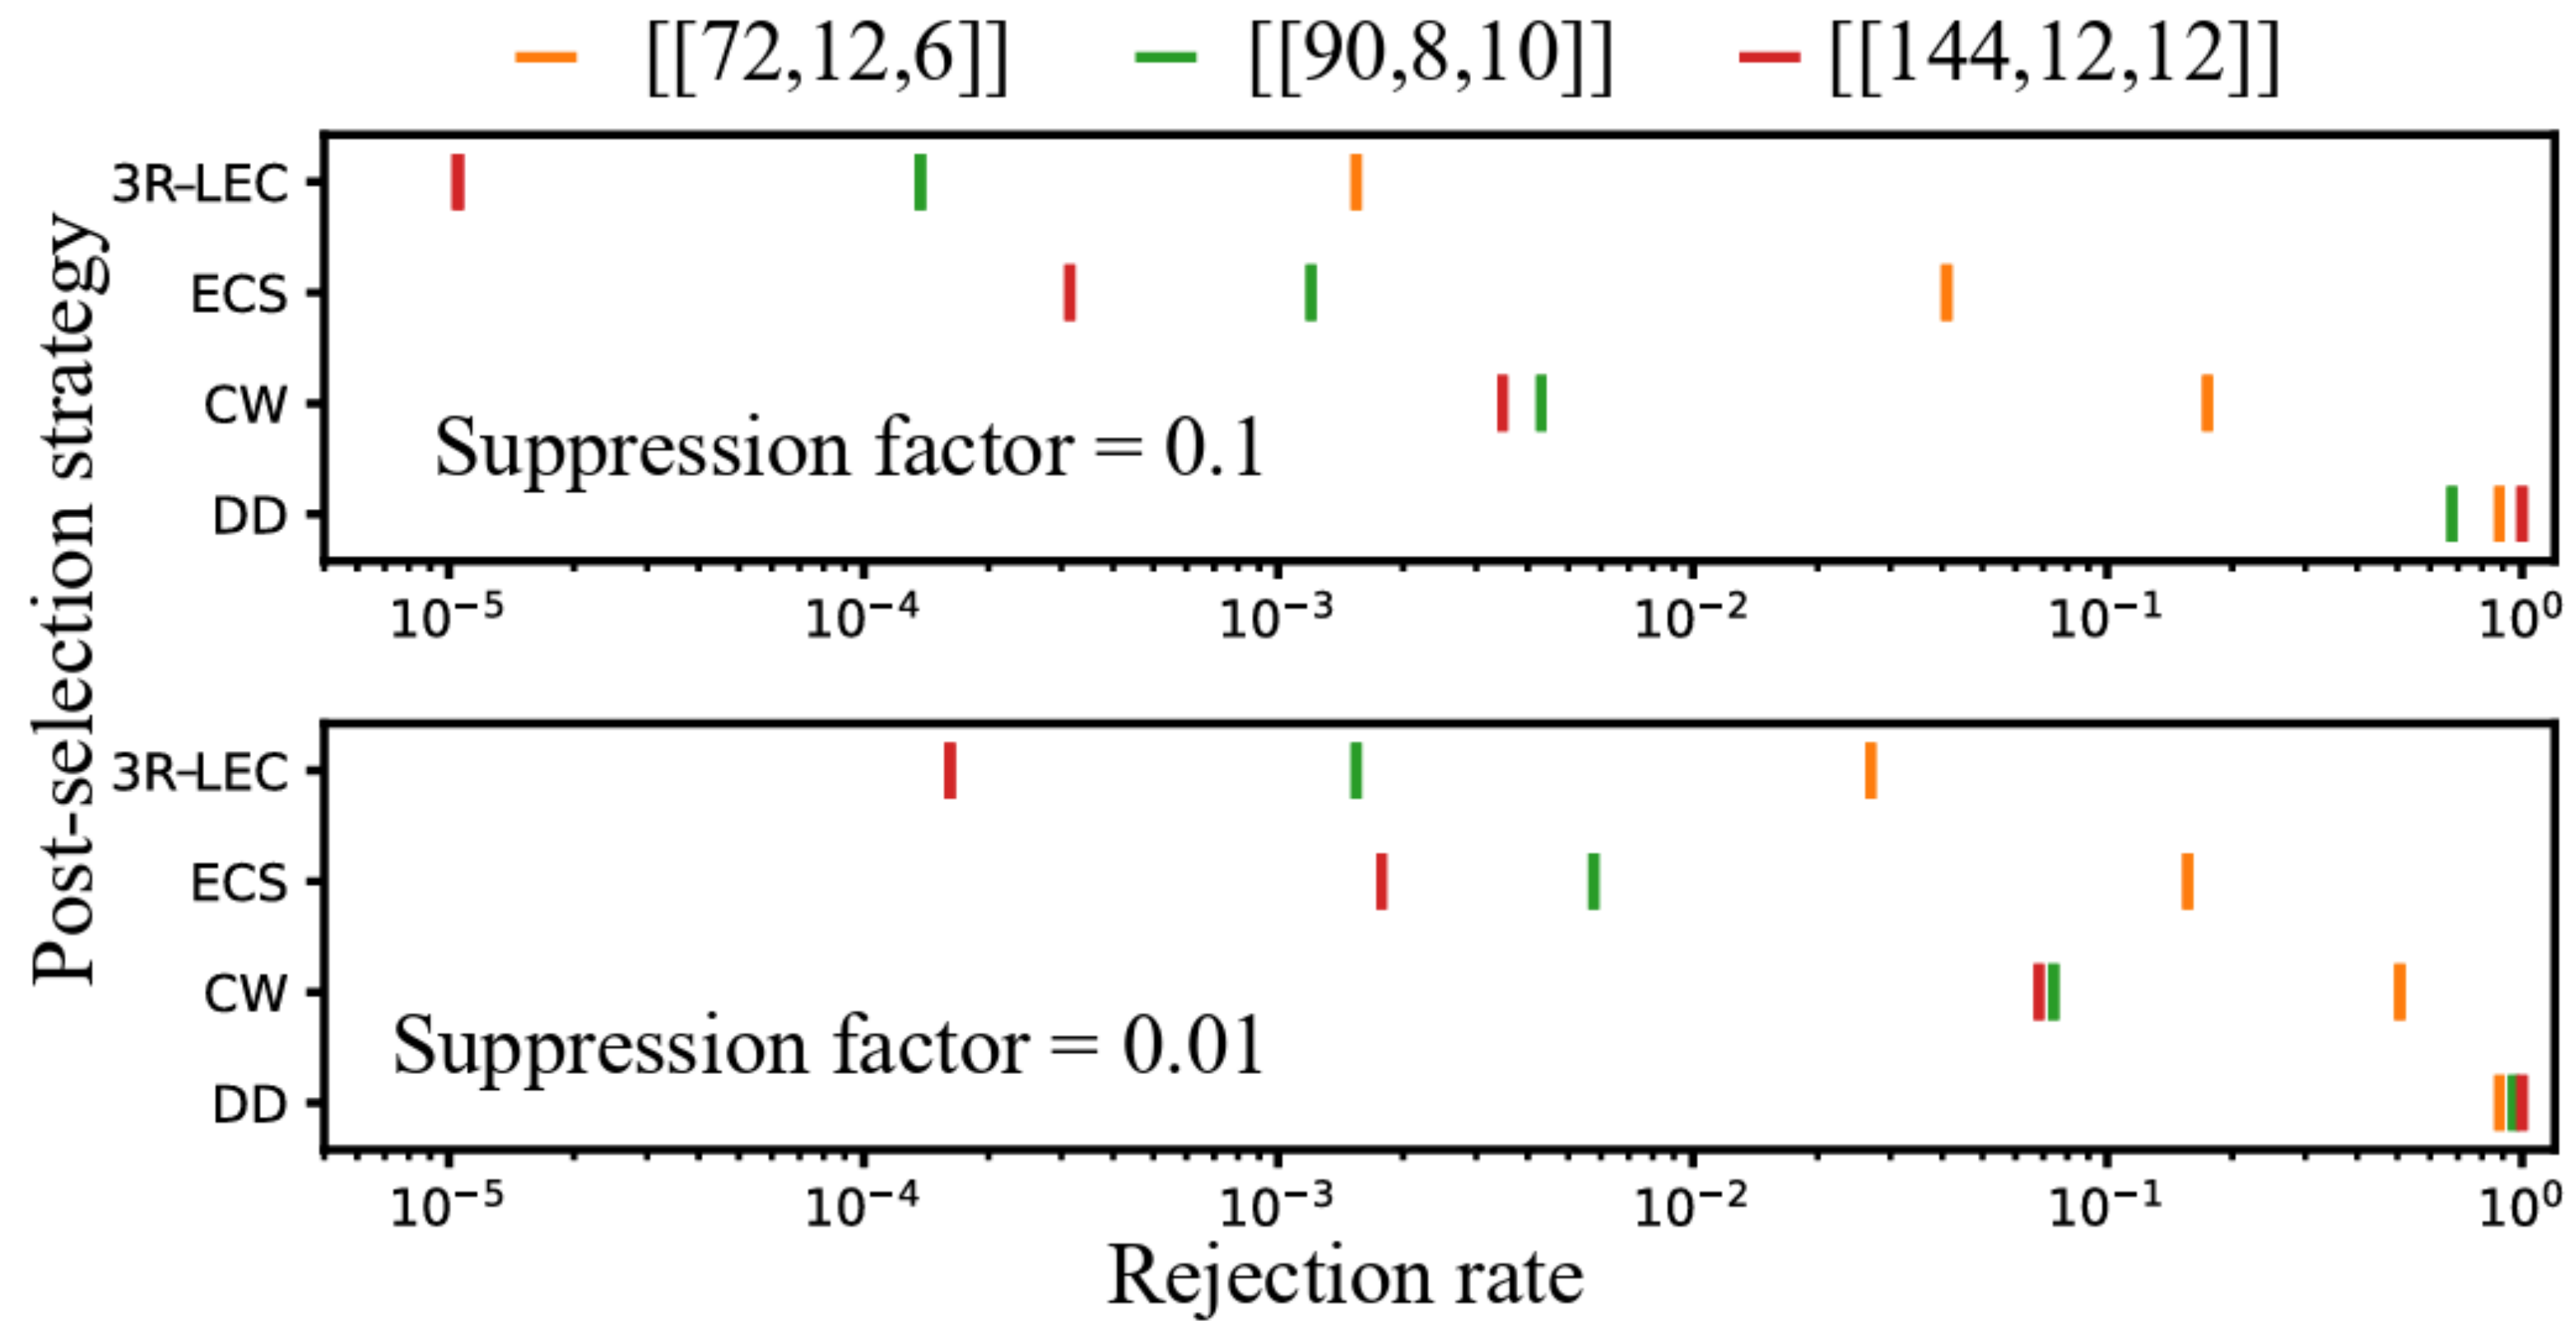 [[72,12,6]] [[90,8,10]] [[144,12,12]]
Post-selection strategy
3R–LEC
ECS
CW
Suppression factor = 0.1
DD
10⁻⁵ 10⁻⁴ 10⁻³ 10⁻² 10⁻¹ 10⁰
3R–LEC
ECS
CW
Suppression factor = 0.01
DD
10⁻⁵ 10⁻⁴ 10⁻³ 10⁻² 10⁻¹ 10⁰
Rejection rate